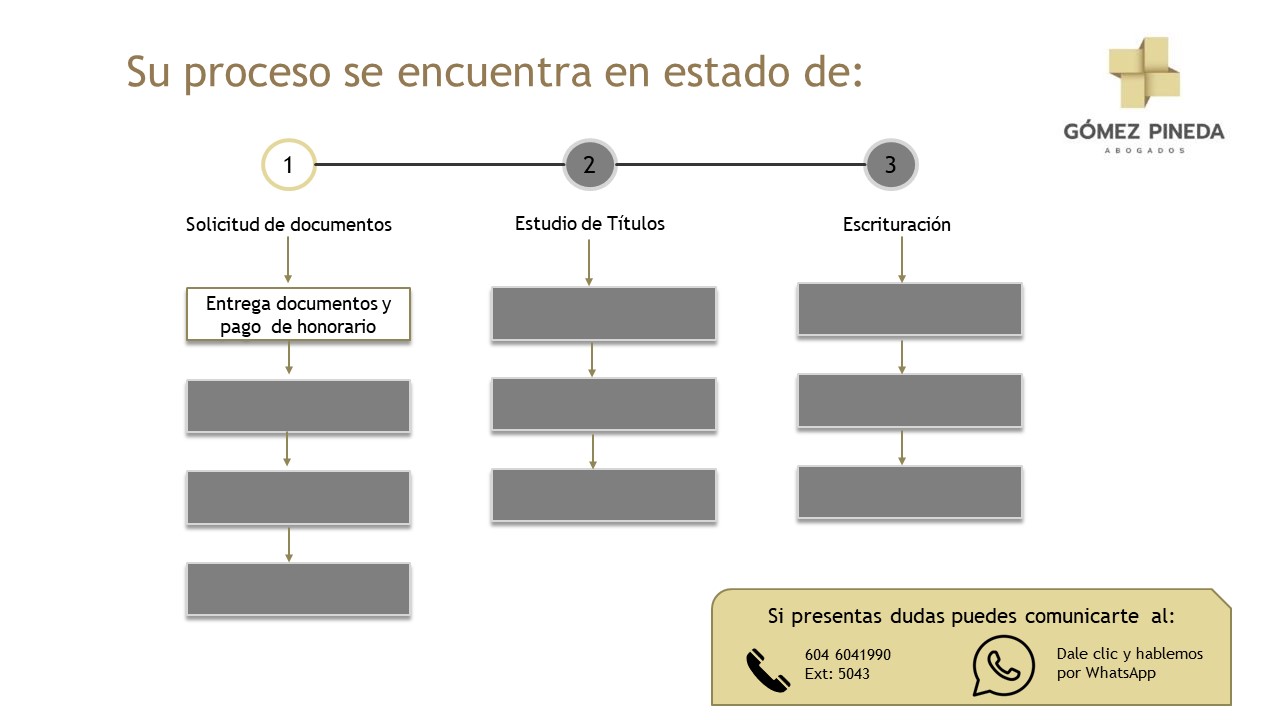 Su proceso se encuentra en estado de:
GÓMEZ PINEDA
ABOGADOS
1
2
3
Solicitud de documentos
Estudio de Títulos
Escrituración
Entrega documentos y
pago de honorario
Si presentas dudas puedes comunicarte al:
604 6041990
Ext: 5043
Dale clic y hablemos
por WhatsApp